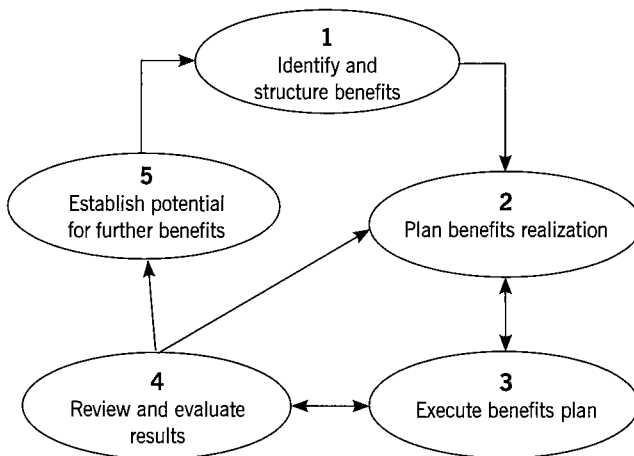 1
Identify and
structure benefits
2
Plan benefits realization
3
Execute benefits plan
4
Review and evaluate
results
5
Establish potential
for further benefits